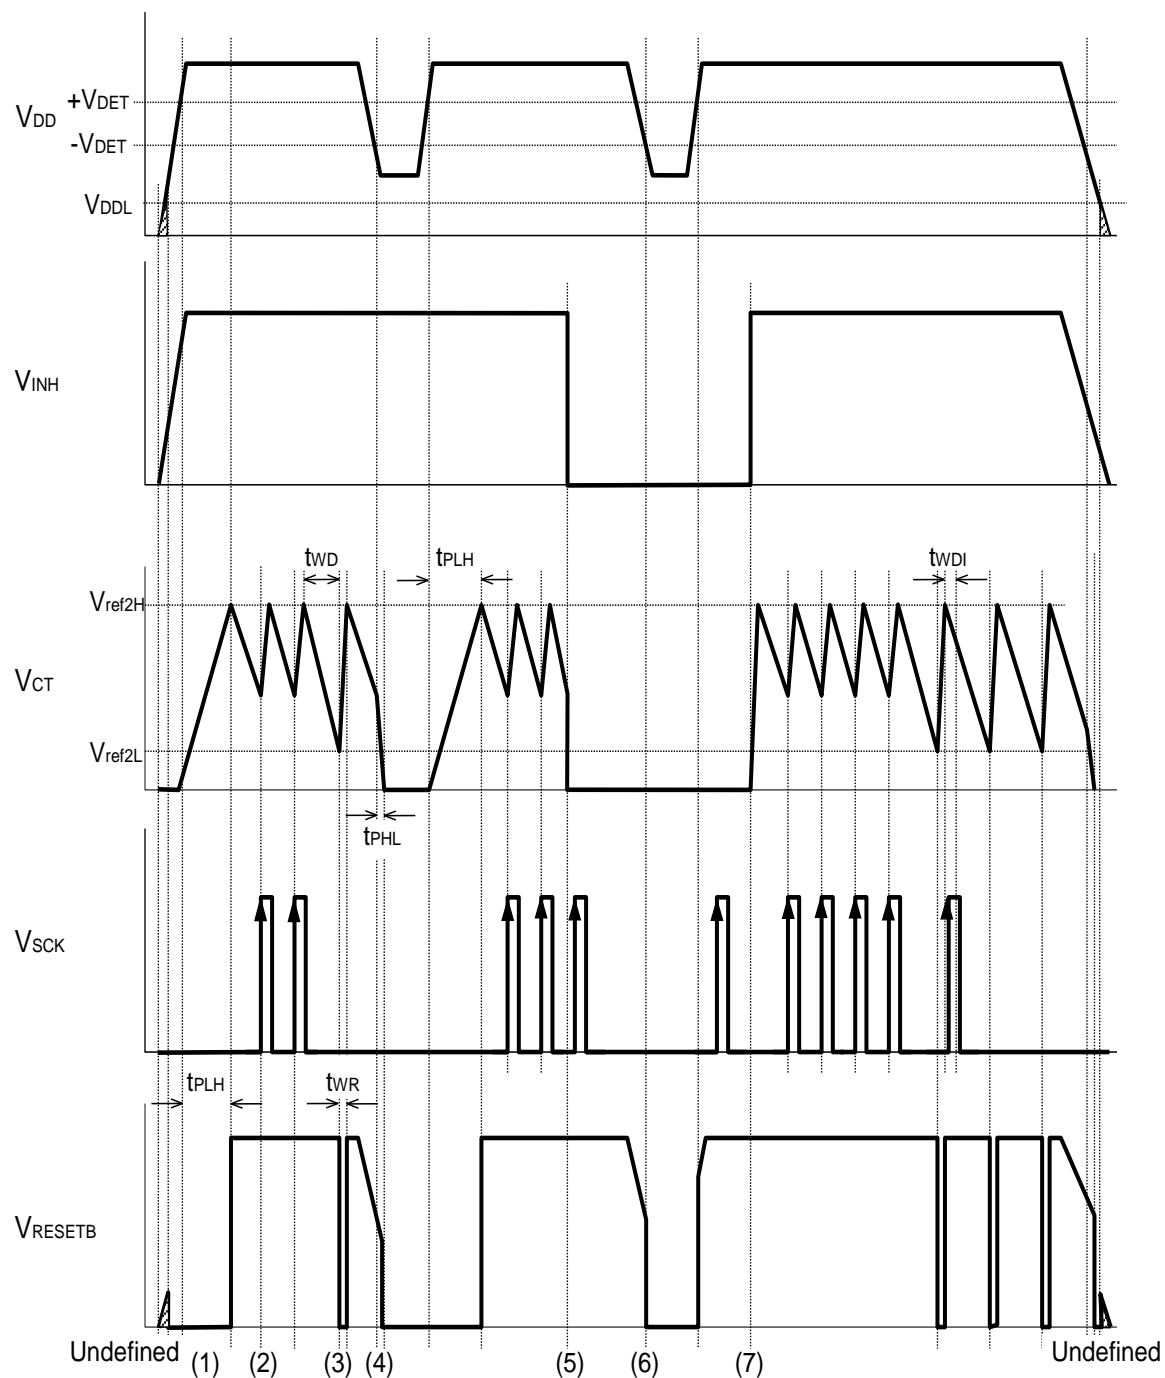 +VDET
VDD
-VDET
VDDL
VINH
tWD
tPLH
tWDI
Vref2H
VCT
Vref2L
tPHL
VSCK
tPLH
tWR
VRESETB
Undefined (1) (2) (3) (4) (5) (6) (7) Undefined